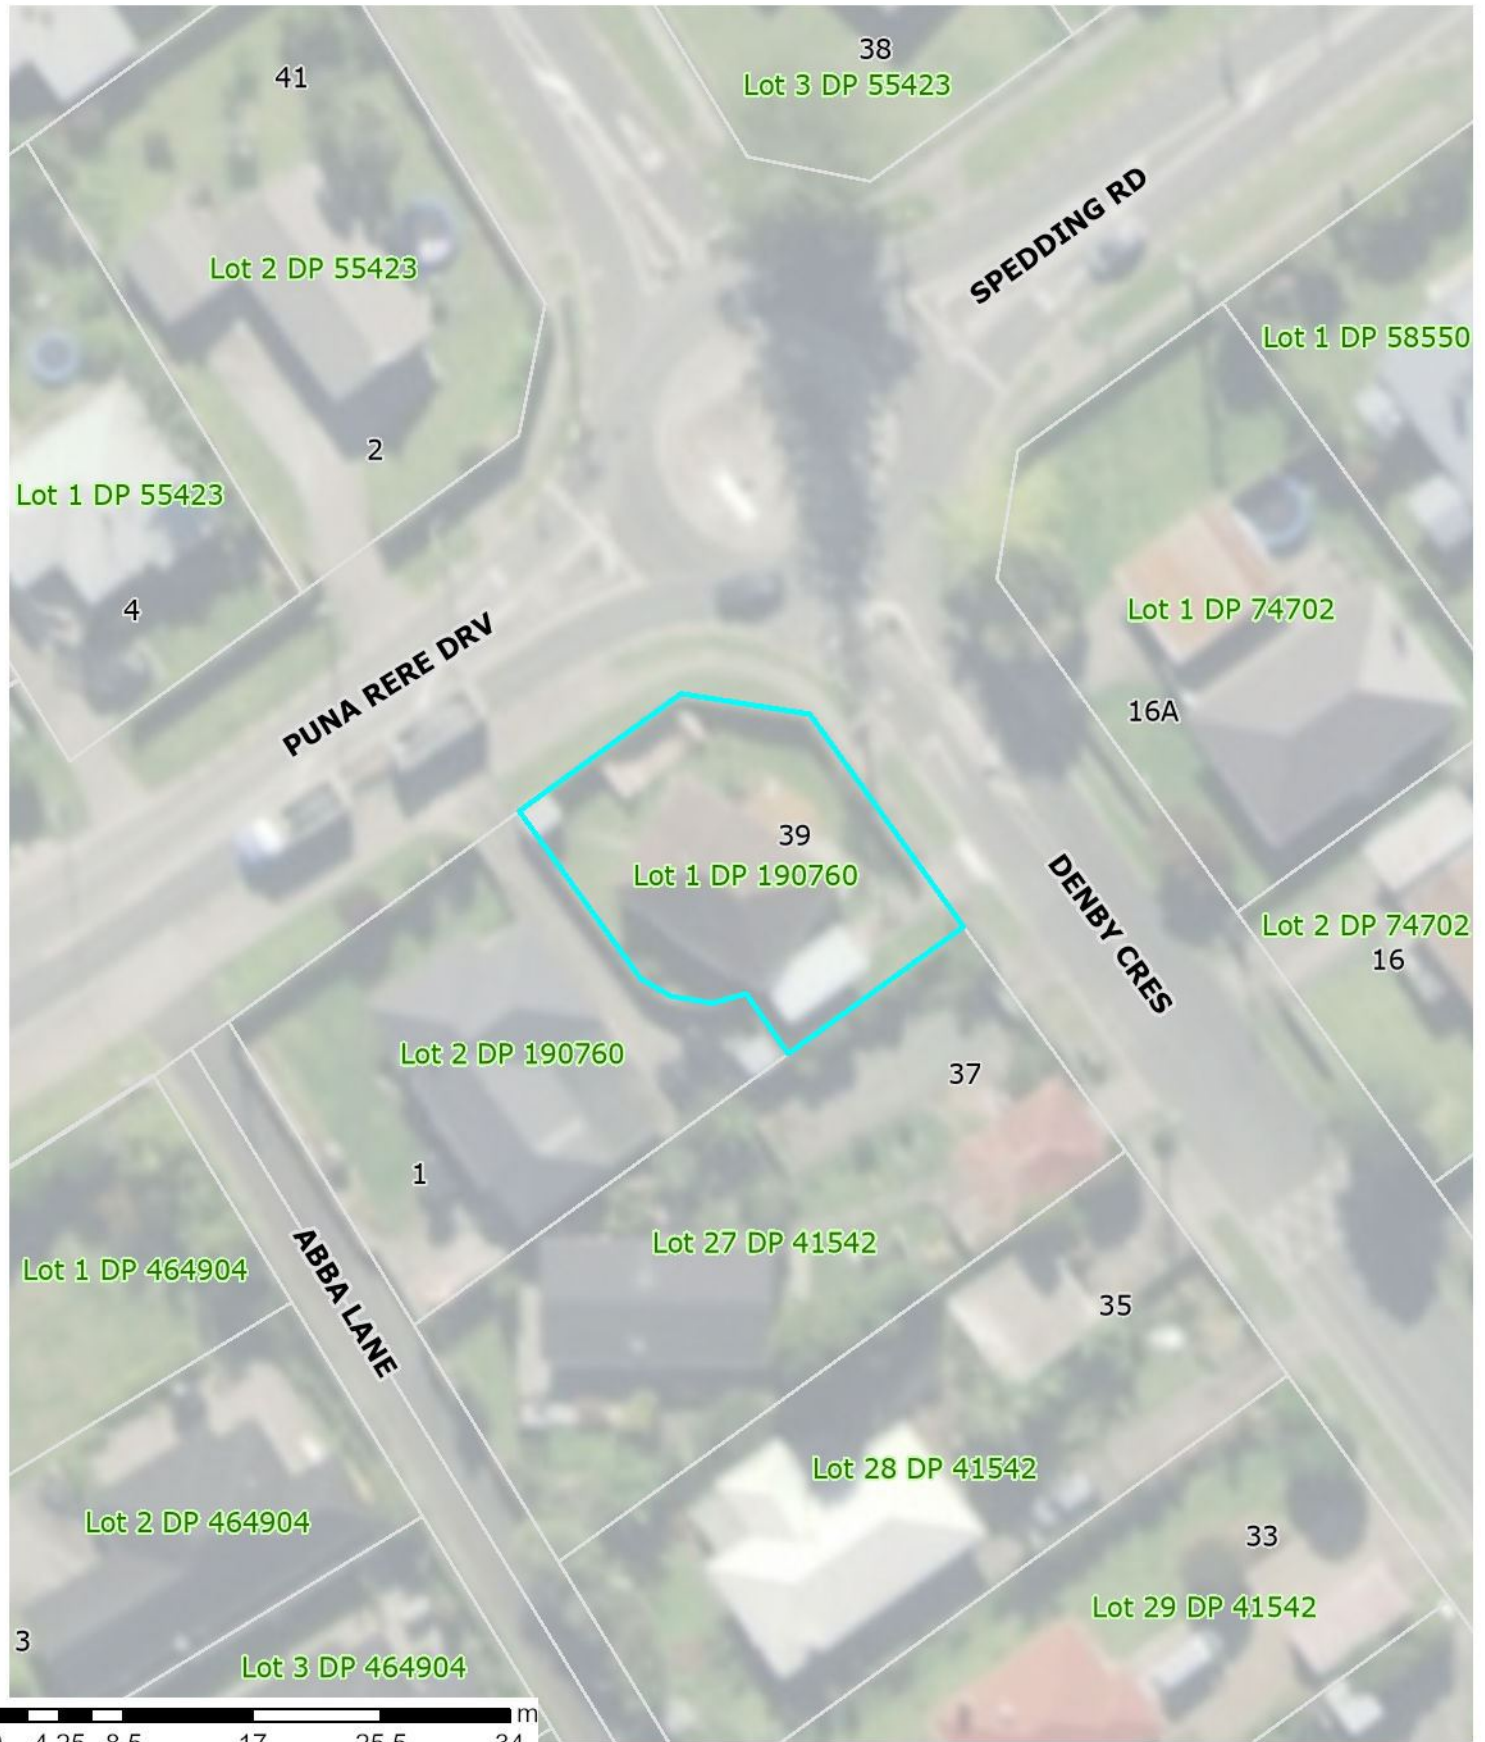 41
38
Lot 3 DP 55423
SPEDDING RD
Lot 2 DP 55423
Lot 1 DP 58550
2
Lot 1 DP 55423
4
Lot 1 DP 74702
PUNA RERE DRV
16A
39
Lot 1 DP 190760
DENBY CRES
Lot 2 DP 74702
16
Lot 2 DP 190760
37
1
Lot 27 DP 41542
Lot 1 DP 464904
ABBA LANE
35
Lot 28 DP 41542
Lot 2 DP 464904
33
Lot 29 DP 41542
3
Lot 3 DP 464904
m
4.25 8.5 17 25.5 34